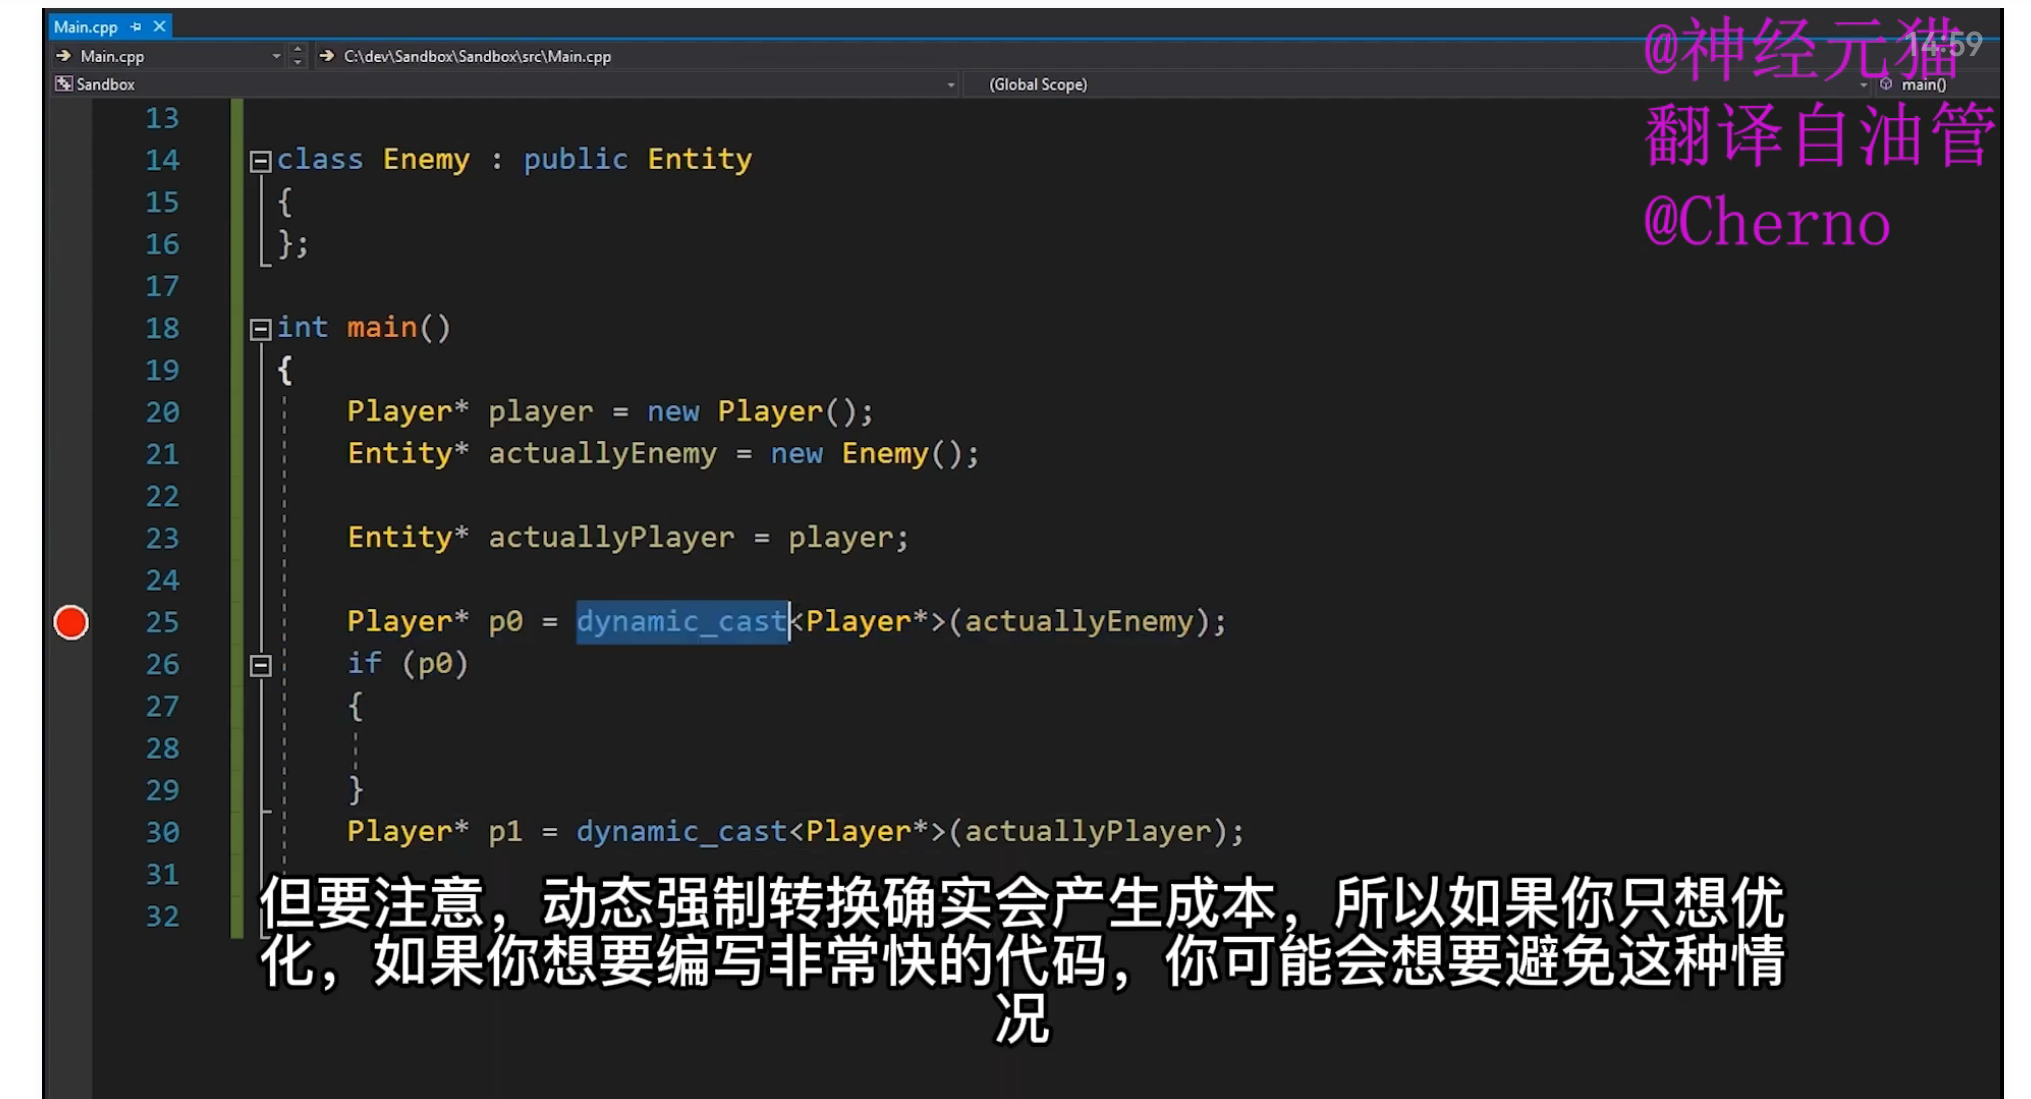 Main.cpp
Main.cpp
C:\dev\Sandbox\Sandbox\src\Main.cpp
Sandbox
(Global Scope)
main()
14:59
@神经元猫
翻译自油管
@Cherno
13
14 class Enemy : public Entity
15 {
16 };
17
18 int main()
19 {
20 Player* player = new Player();
21 Entity* actuallyEnemy = new Enemy();
22
23 Entity* actuallyPlayer = player;
24
25 Player* p0 = dynamic_cast<Player*>(actuallyEnemy);
26 if (p0)
27 {
28
29 }
30 Player* p1 = dynamic_cast<Player*>(actuallyPlayer);
31
32
但要注意，动态强制转换确实会产生成本，所以如果你只想优
化，如果你想要编写非常快的代码，你可能会想要避免这种情
况